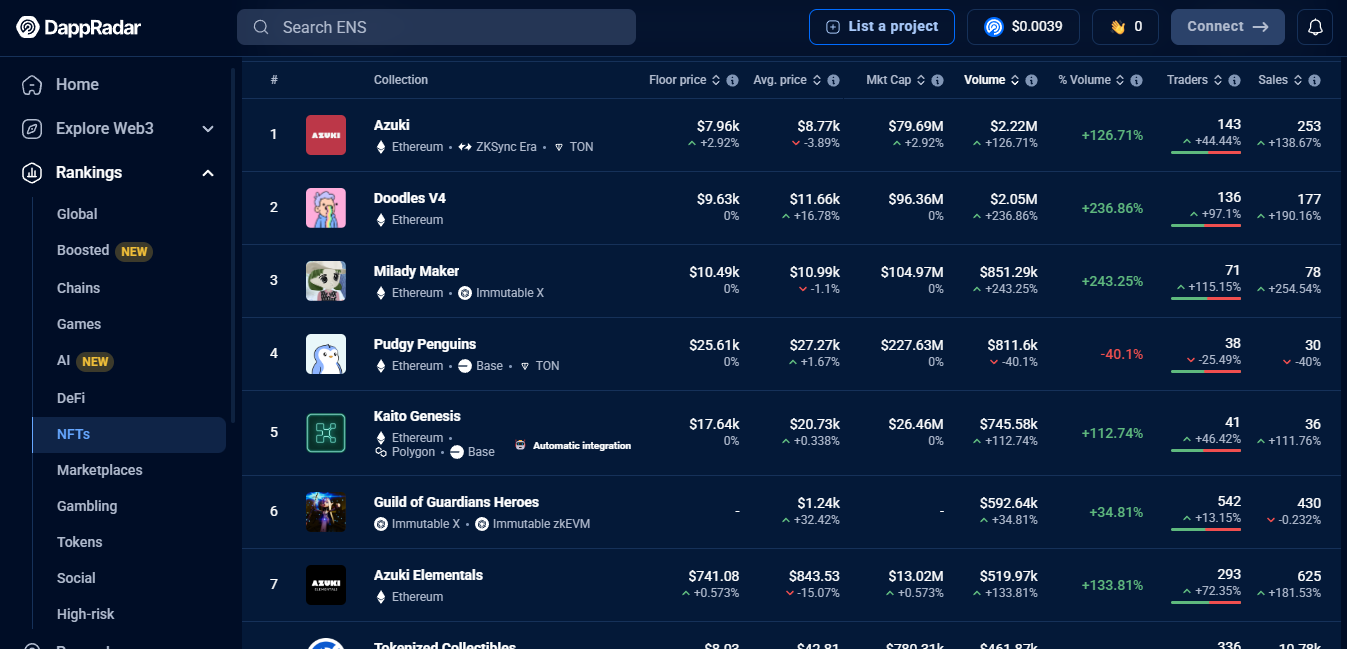 DappRadar
Search ENS
List a project
$0.0039
0
Connect
Home
Explore Web3
Rankings
Global
Boosted NEW
Chains
Games
AI NEW
DeFi
NFTs
Marketplaces
Gambling
Tokens
Social
High-risk
# Collection Floor price Avg. price Mkt Cap Volume % Volume Traders Sales
1 AZUKI Azuki $7.96k $8.77k $79.69M $2.22M +126.71% 143 253
Ethereum • ZKSync Era • TON +2.92% -3.89% +2.92% +126.71% +44.44% +138.67%
2 Doodles V4 $9.63k $11.66k $96.36M $2.05M +236.86% 136 177
Ethereum 0% +16.78% 0% +236.86% +97.1% +190.16%
3 Milady Maker $10.49k $10.99k $104.97M $851.29k +243.25% 71 78
Ethereum • Immutable X 0% -1.1% 0% +243.25% +115.15% +254.54%
4 Pudgy Penguins $25.61k $27.27k $227.63M $811.6k -40.1% 38 30
Ethereum • Base • TON 0% +1.67% 0% -40.1% -25.49% -40%
5 Kaito Genesis $17.64k $20.73k $26.46M $745.58k +112.74% 41 36
Ethereum • 0% +0.338% 0% +112.74% +46.42% +111.76%
Polygon • Base Automatic integration
6 Guild of Guardians Heroes - $1.24k - $592.64k +34.81% 542 430
Immutable X • Immutable zkEVM +32.42% +34.81% +13.15% -0.232%
7 AZUKI ELEMENTALS Azuki Elementals $741.08 $843.53 $13.02M $519.97k +133.81% 293 625
Ethereum +0.573% -15.07% +0.573% +133.81% +72.35% +181.53%
Tokenized Collectibles $8.03 $42.81 $780.31k $461.87k 336 10.78k